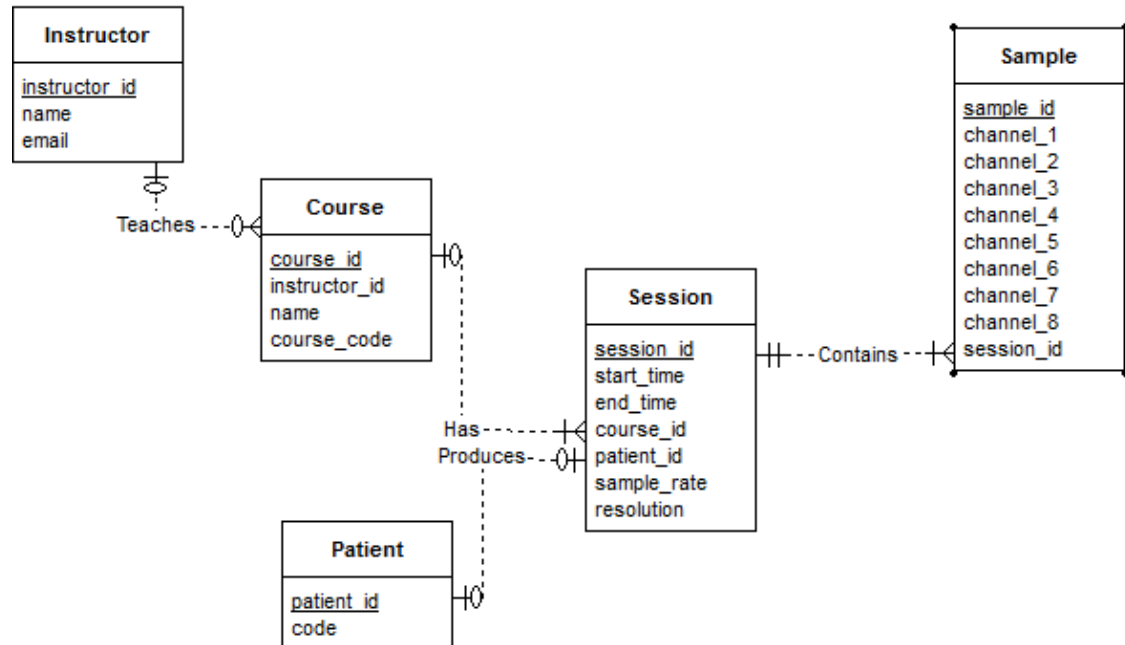 Instructor
instructor_id
name
email
Teaches
Course
course_id
instructor_id
name
course_code
Has
Produces
Patient
patient_id
code
Session
session_id
start_time
end_time
course_id
patient_id
sample_rate
resolution
Contains
Sample
sample_id
channel_1
channel_2
channel_3
channel_4
channel_5
channel_6
channel_7
channel_8
session_id